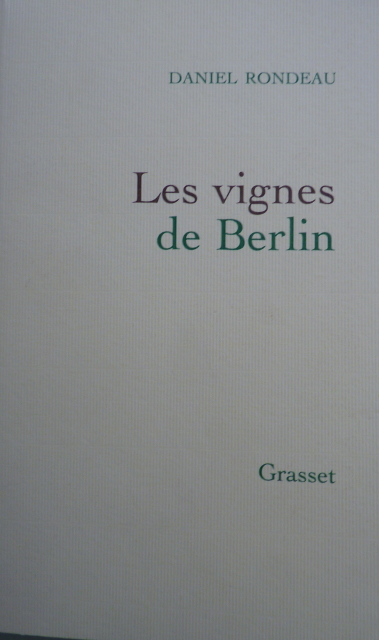 DANIEL RONDEAU
Les vignes
de Berlin
Grasset